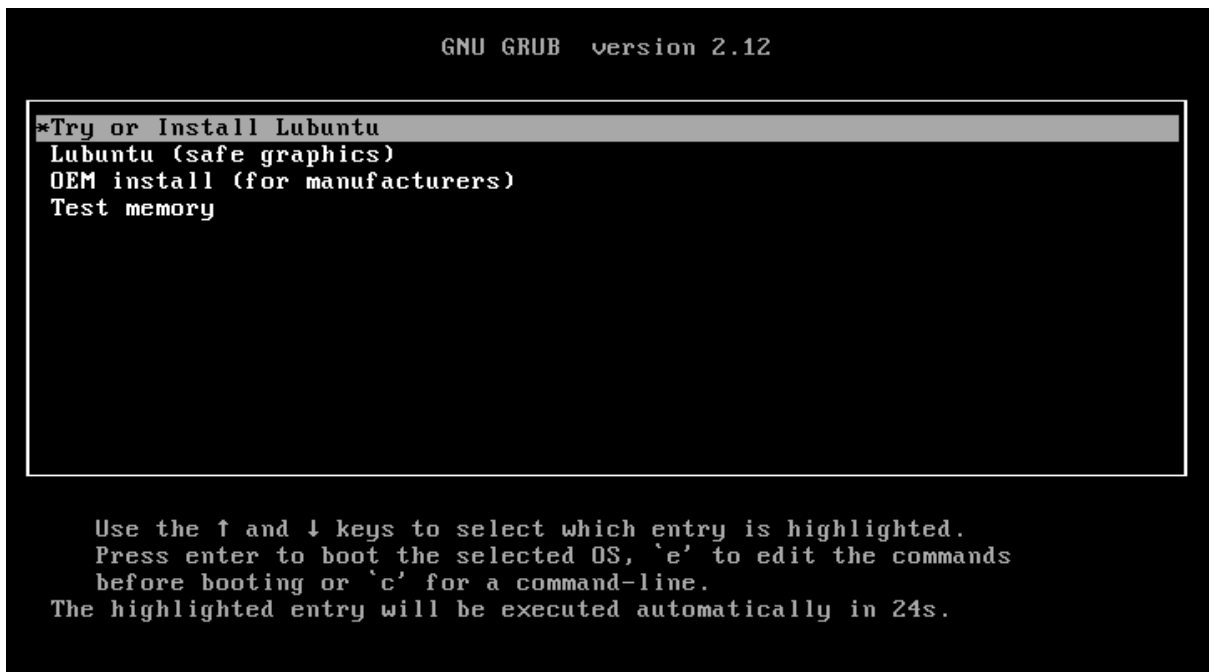 GNU GRUB version 2.12
*Try or Install Lubuntu
Lubuntu (safe graphics)
OEM install (for manufacturers)
Test memory
Use the ↑ and ↓ keys to select which entry is highlighted.
Press enter to boot the selected OS, `e' to edit the commands
before booting or `c' for a command-line.
The highlighted entry will be executed automatically in 24s.